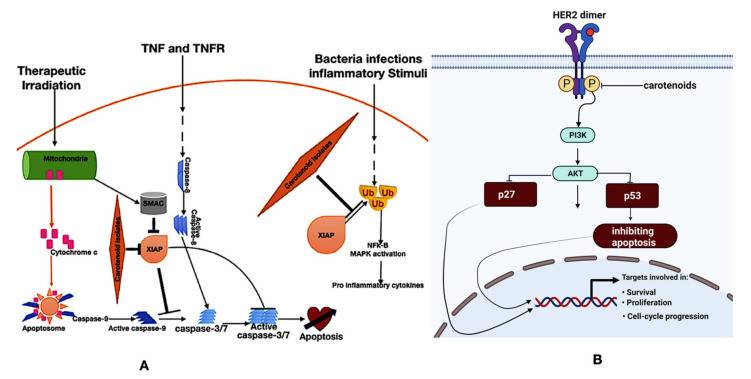 TNF and TNFR
Bacteria infections
inflammatory Stimuli
Therapeutic
Irradiation
Mitochondria
SMAC
Caspase-8
Active
Caspase-8
Carotenoid Isolates
Carotenoid Isolates
XIAP
XIAP
Ub
Ub
Ub
Cytochrome c
NFX-B
MAPK activation
Pro inflammatory cytokines
Apoptosome
Caspase-9
Active caspase-9
caspase-3/7
Active
caspase-3/7
Apoptosis
A
HER2 dimer
P
P
carotenoids
PI3K
AKT
p27
p53
inhibiting
apoptosis
Targets involved in:
• Survival
• Proliferation
• Cell-cycle progression
B